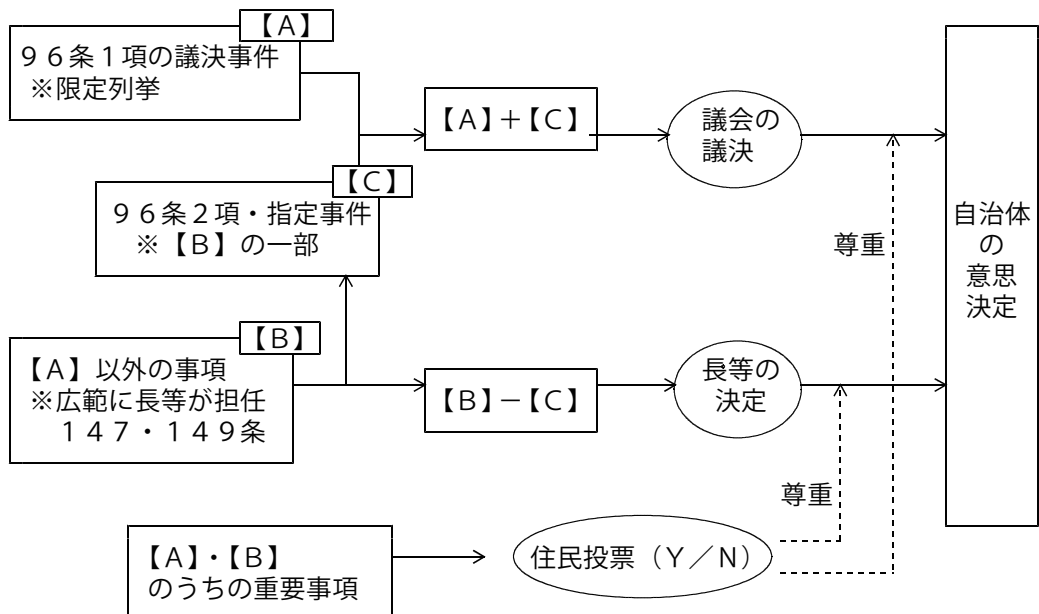 【A】
９６条１項の議決事件
※限定列挙
【A】＋【C】
議会の
議決
【C】
９６条２項・指定事件
※【B】の一部
尊重
自治体
の
意思
決定
【B】
【A】以外の事項
※広範に長等が担任
１４７・１４９条
【B】－【C】
長等の
決定
尊重
【A】・【B】
のうちの重要事項
住民投票（Ｙ／Ｎ）